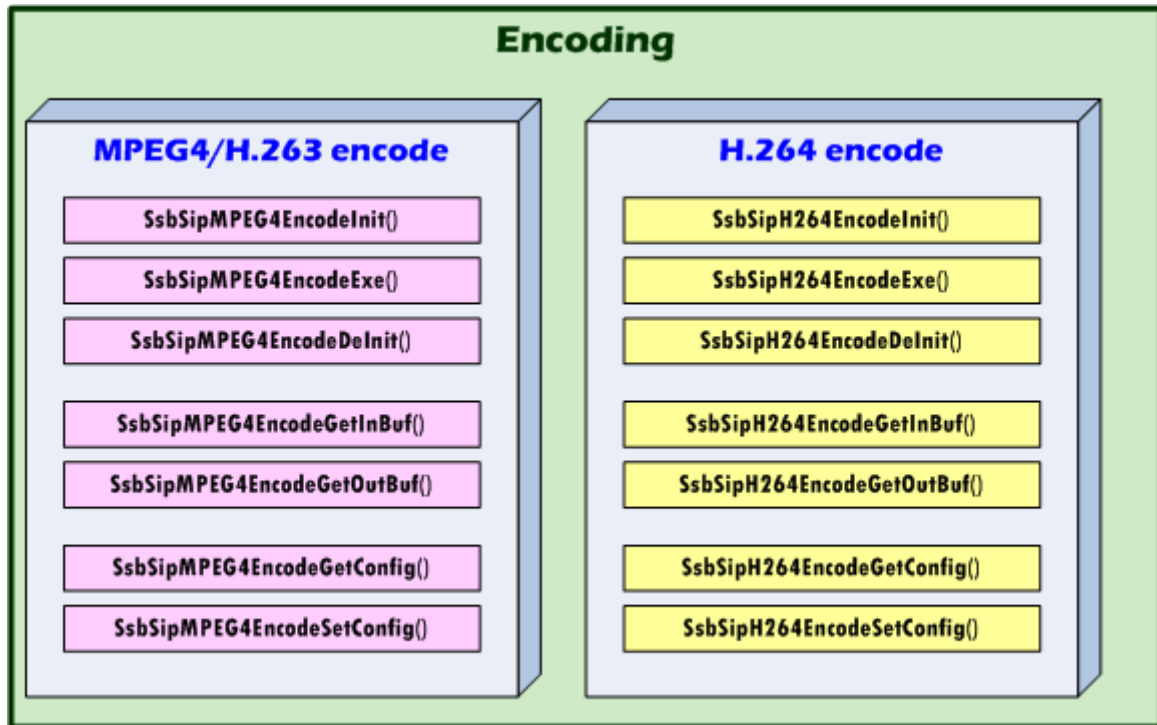 Encoding
MPEG4/H.263 encode
SsbSipMPEG4EncodeInit()
SsbSipMPEG4EncodeExe()
SsbSipMPEG4EncodeDeInit()
SsbSipMPEG4EncodeGetInBuf()
SsbSipMPEG4EncodeGetOutBuf()
SsbSipMPEG4EncodeGetConfig()
SsbSipMPEG4EncodeSetConfig()
H.264 encode
SsbSipH264EncodeInit()
SsbSipH264EncodeExe()
SsbSipH264EncodeDeInit()
SsbSipH264EncodeGetInBuf()
SsbSipH264EncodeGetOutBuf()
SsbSipH264EncodeGetConfig()
SsbSipH264EncodeSetConfig()